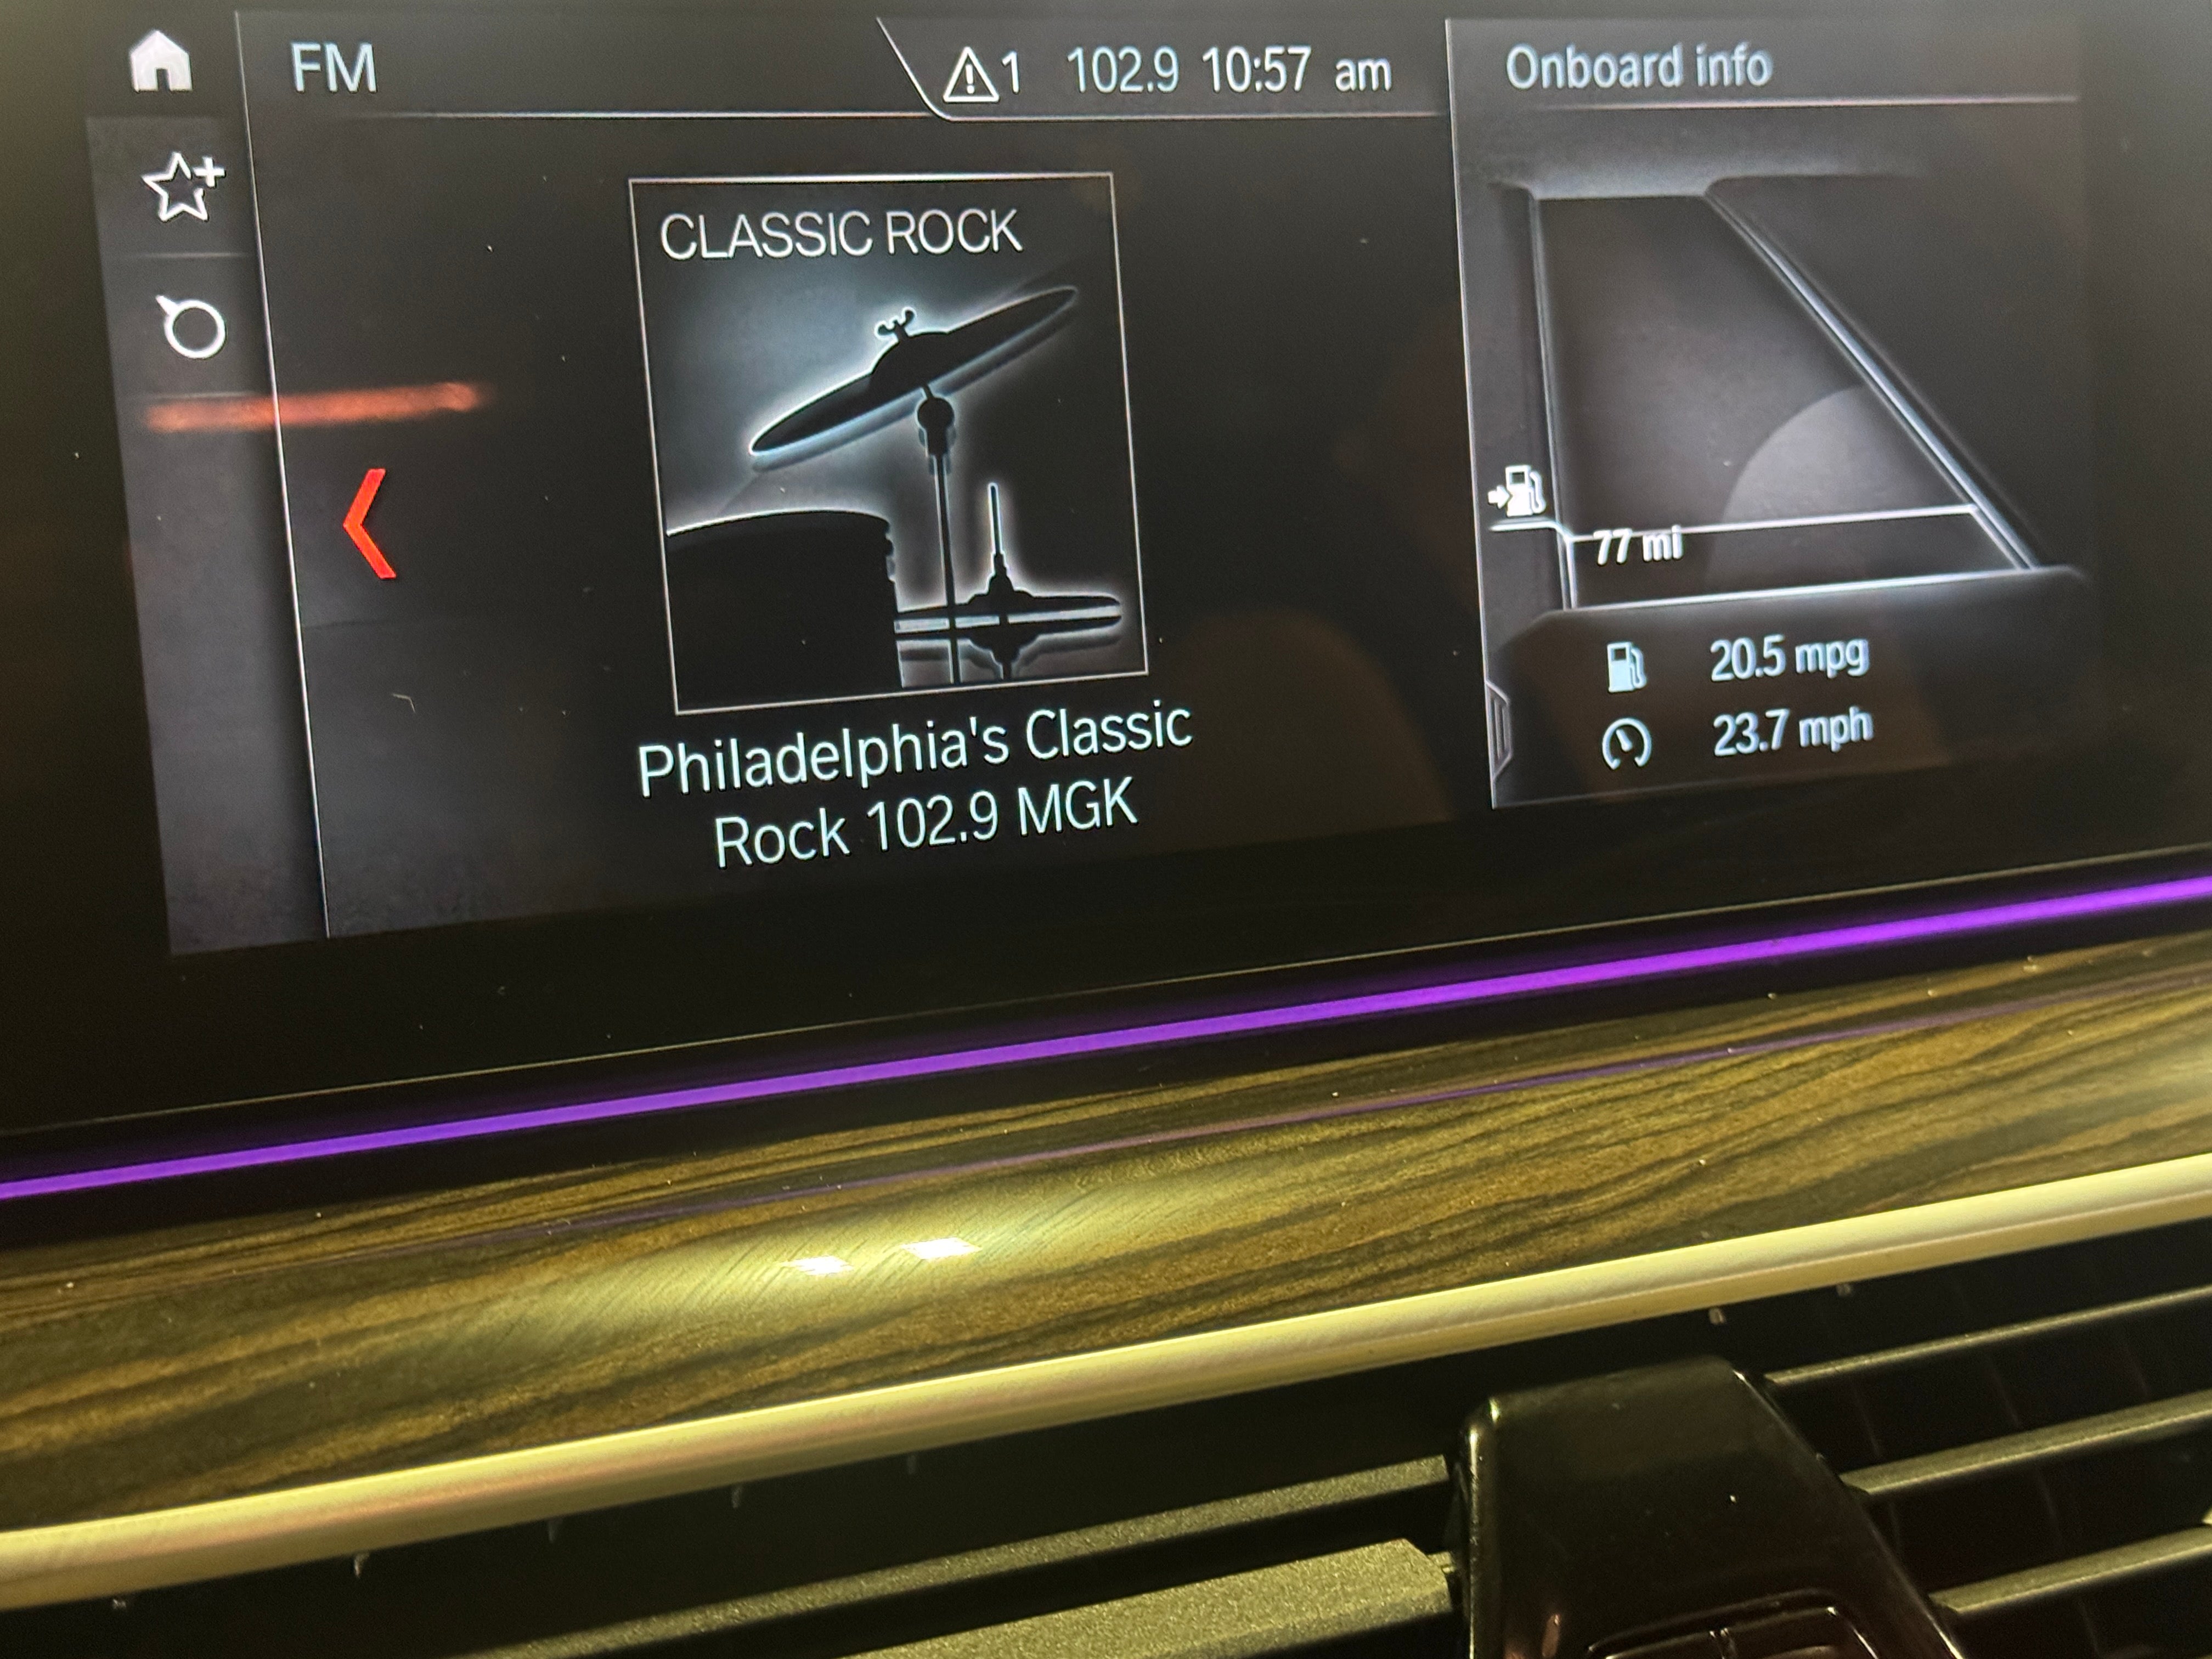 FM
1 102.9 10:57 am
Onboard info
CLASSIC ROCK
Philadelphia's Classic
Rock 102.9 MGK
77 mi
20.5 mpg
23.7 mph